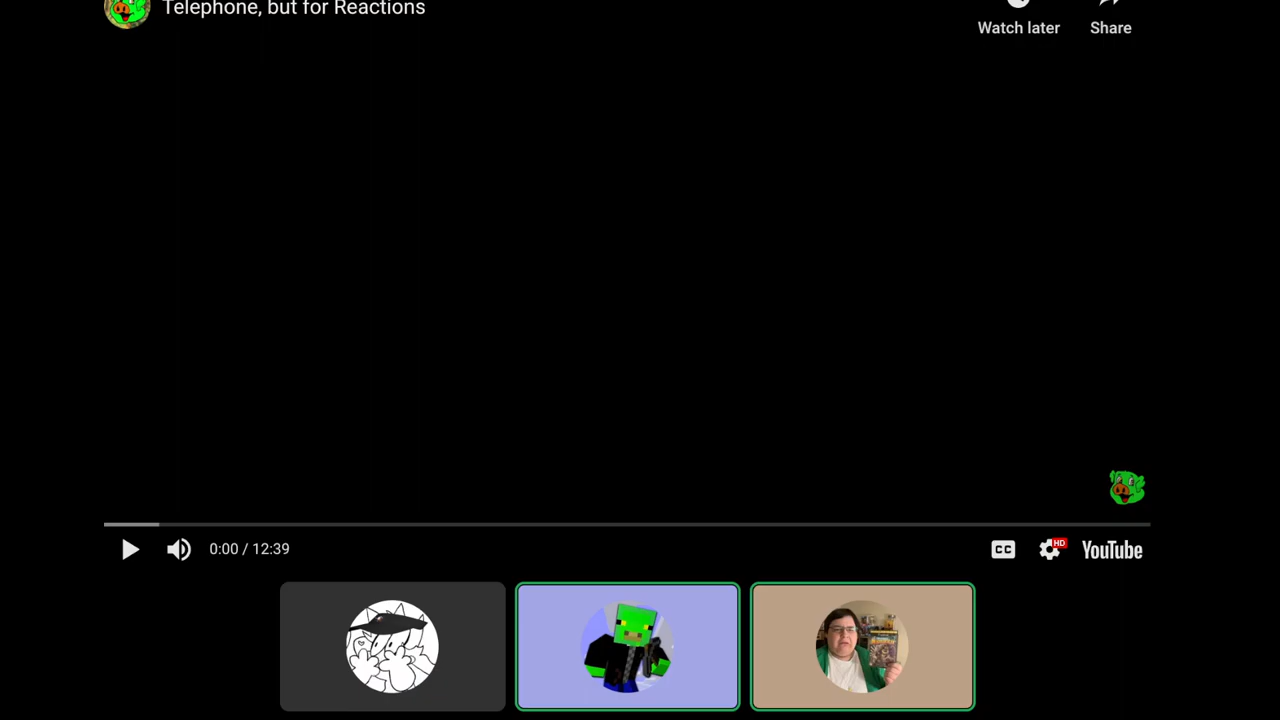 Telephone, but for Reactions
Watch later
Share
0:00 / 12:39
CC
HD
YouTube